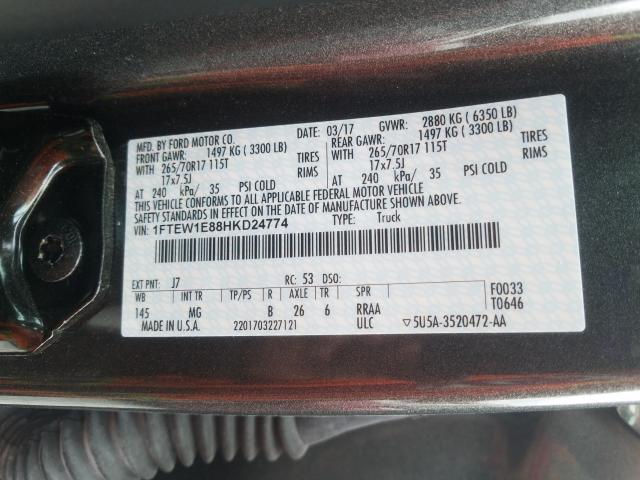 MFD. BY FORD MOTOR CO. DATE: 03/17 GVWR: 2880 KG ( 6350 LB)
FRONT GAWR: 1497 KG ( 3300 LB) REAR GAWR: 1497 KG ( 3300 LB)
WITH 265/70R17 115T TIRES WITH 265/70R17 115T TIRES
17x7.5J RIMS 17x7.5J RIMS
AT 240 kPa/ 35 PSI COLD AT 240 kPa/ 35 PSI COLD
THIS VEHICLE CONFORMS TO ALL APPLICABLE FEDERAL MOTOR VEHICLE
SAFETY STANDARDS IN EFFECT ON THE DATE OF MANUFACTURE SHOWN ABOVE.
VIN: 1FTEW1E88HKD24774 TYPE: Truck
EXT PNT: J7 RC: 53 DSO:
WB INT TR TP/PS R AXLE TR SPR F0033
145 MG B 26 6 RRAA T0646
MADE IN U.S.A. 2201703227121 ULC ▽5U5A-3520472-AA